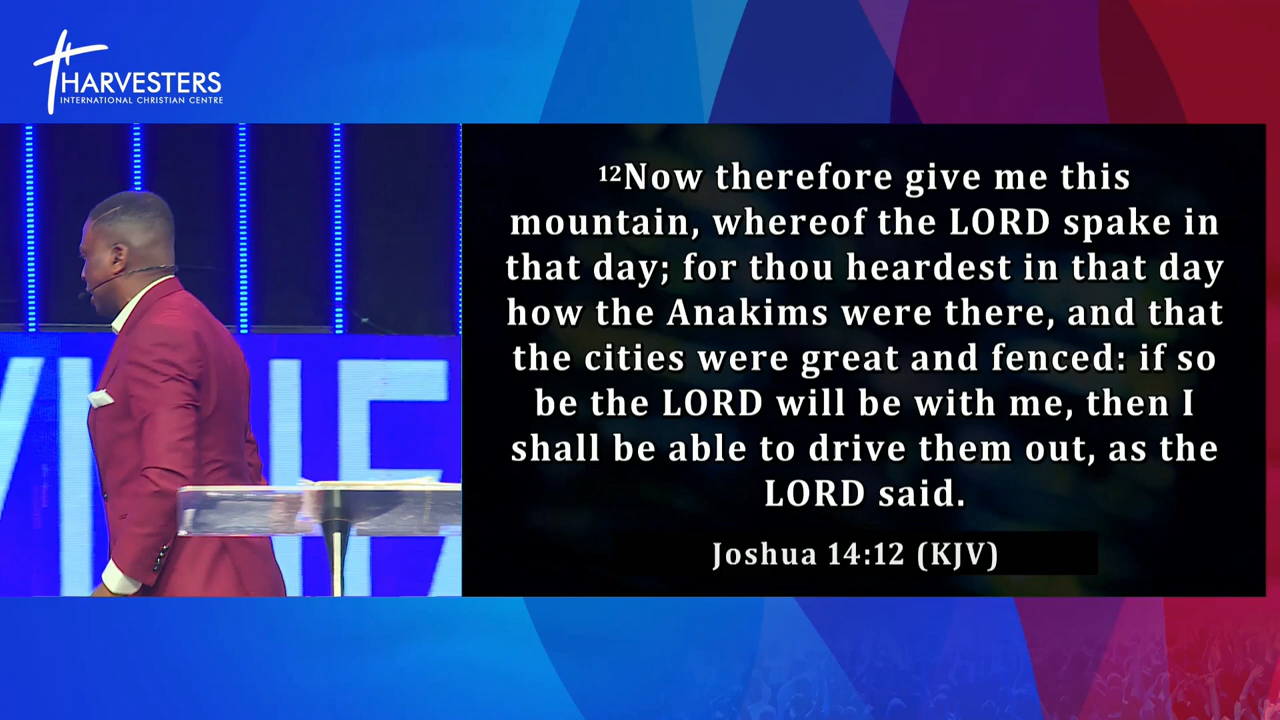 HARVESTERS
INTERNATIONAL CHRISTIAN CENTRE
12Now therefore give me this
mountain, whereof the LORD spake in
that day; for thou heardest in that day
how the Anakims were there, and that
the cities were great and fenced: if so
be the LORD will be with me, then I
shall be able to drive them out, as the
LORD said.
Joshua 14:12 (KJV)